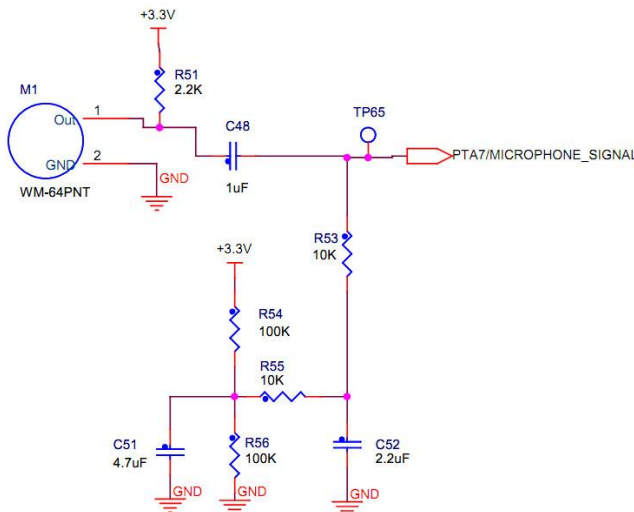 +3.3V
R51
2.2K
M1
1
Out
C48
TP65
PTA7/MICROPHONE_SIGNAL
GND
2
GND
WM-64PNT
1uF
R53
10K
+3.3V
R54
100K
R55
10K
C51
4.7uF
R56
100K
C52
2.2uF
GND
GND
GND